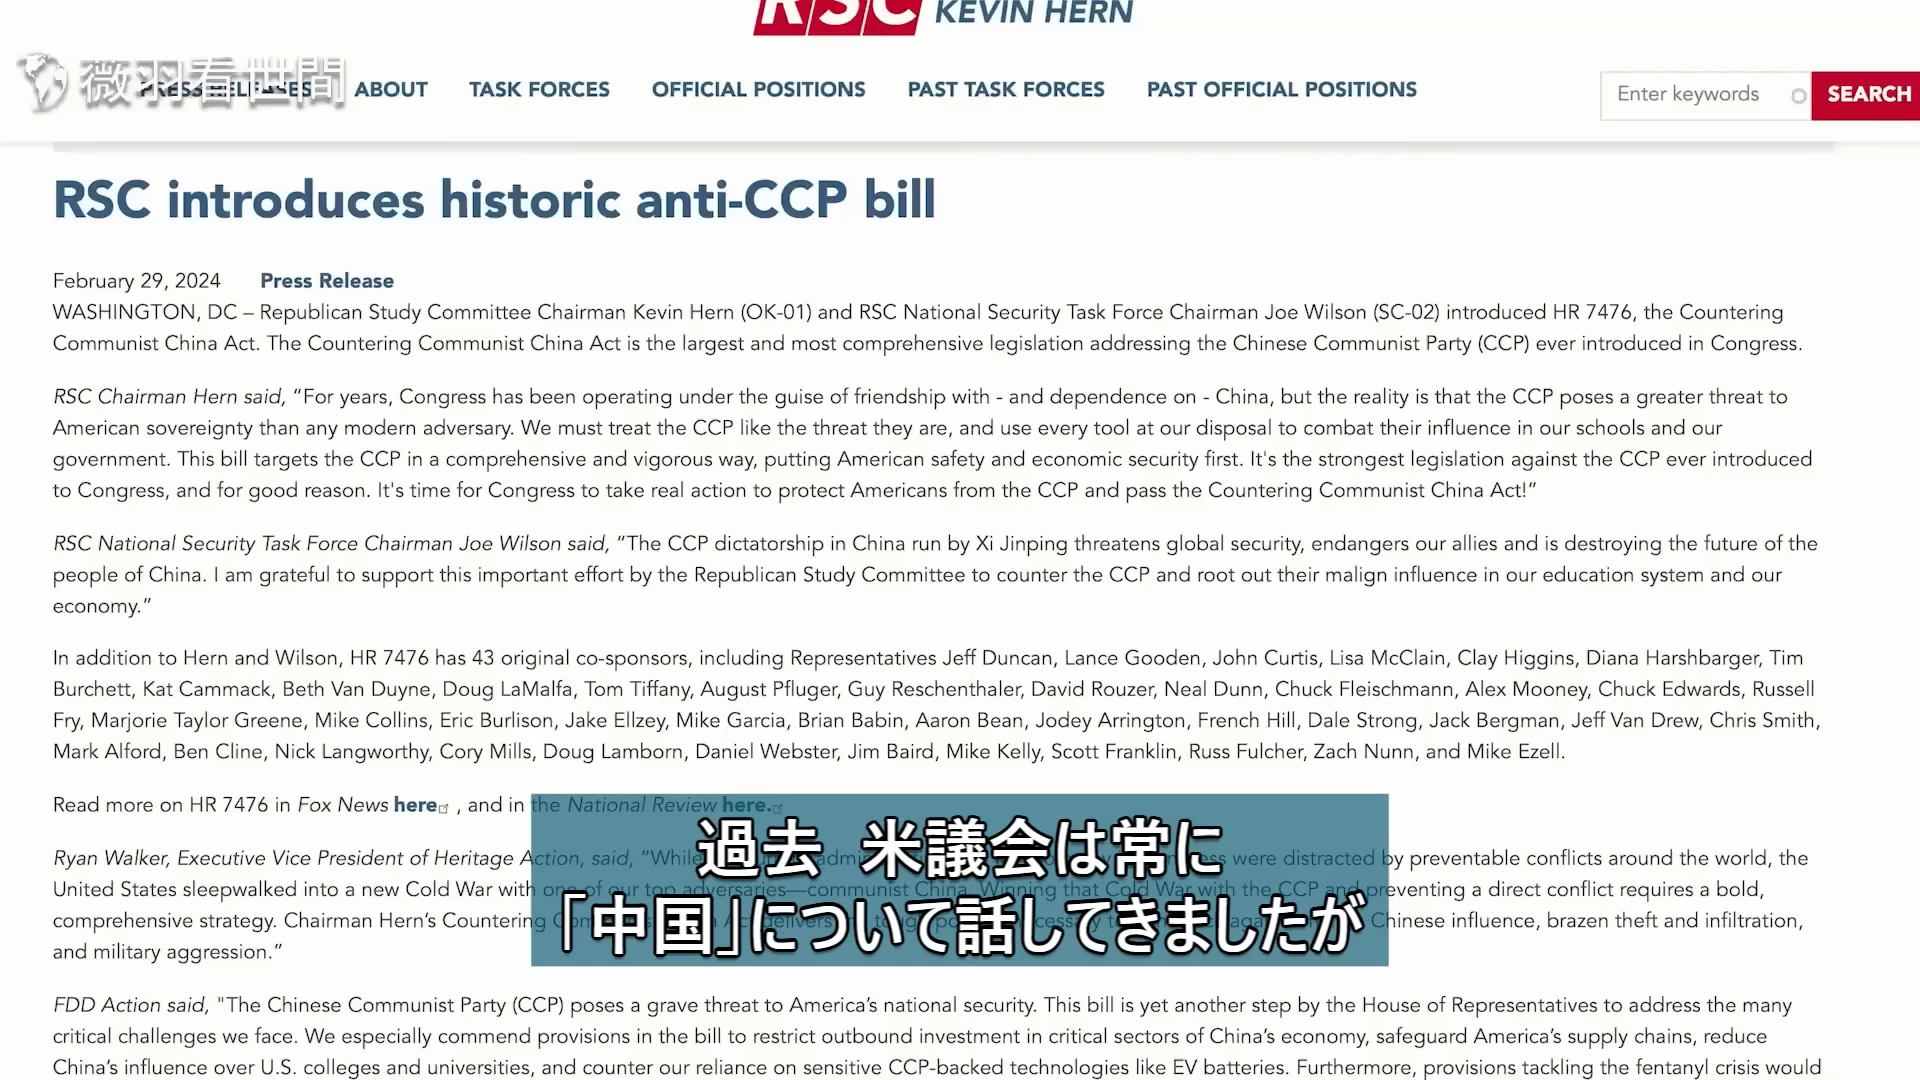 RSC KEVIN HERN
微羽看世間
PRESS RELEASES ABOUT TASK FORCES OFFICIAL POSITIONS PAST TASK FORCES PAST OFFICIAL POSITIONS
Enter keywords SEARCH
RSC introduces historic anti-CCP bill
February 29, 2024 Press Release
WASHINGTON, DC – Republican Study Committee Chairman Kevin Hern (OK-01) and RSC National Security Task Force Chairman Joe Wilson (SC-02) introduced HR 7476, the Countering
Communist China Act. The Countering Communist China Act is the largest and most comprehensive legislation addressing the Chinese Communist Party (CCP) ever introduced in Congress.
RSC Chairman Hern said, “For years, Congress has been operating under the guise of friendship with - and dependence on - China, but the reality is that the CCP poses a greater threat to
American sovereignty than any modern adversary. We must treat the CCP like the threat they are, and use every tool at our disposal to combat their influence in our schools and our
government. This bill targets the CCP in a comprehensive and vigorous way, putting American safety and economic security first. It's the strongest legislation against the CCP ever introduced
to Congress, and for good reason. It's time for Congress to take real action to protect Americans from the CCP and pass the Countering Communist China Act!”
RSC National Security Task Force Chairman Joe Wilson said, “The CCP dictatorship in China run by Xi Jinping threatens global security, endangers our allies and is destroying the future of the
people of China. I am grateful to support this important effort by the Republican Study Committee to counter the CCP and root out their malign influence in our education system and our
economy.”
In addition to Hern and Wilson, HR 7476 has 43 original co-sponsors, including Representatives Jeff Duncan, Lance Gooden, John Curtis, Lisa McClain, Clay Higgins, Diana Harshbarger, Tim
Burchett, Kat Cammack, Beth Van Duyne, Doug LaMalfa, Tom Tiffany, August Pfluger, Guy Reschenthaler, David Rouzer, Neal Dunn, Chuck Fleischmann, Alex Mooney, Chuck Edwards, Russell
Fry, Marjorie Taylor Greene, Mike Collins, Eric Burlison, Jake Ellzey, Mike Garcia, Brian Babin, Aaron Bean, Jodey Arrington, French Hill, Dale Strong, Jack Bergman, Jeff Van Drew, Chris Smith,
Mark Alford, Ben Cline, Nick Langworthy, Cory Mills, Doug Lamborn, Daniel Webster, Jim Baird, Mike Kelly, Scott Franklin, Russ Fulcher, Zach Nunn, and Mike Ezell.
Read more on HR 7476 in Fox News here , and in the National Review here.
Ryan Walker, Executive Vice President of Heritage Action, said, “While were distracted by preventable conflicts around the world, the
United States sleepwalked into a new Cold War with one of our top adversaries—communist China. Winning that Cold War with the CCP and preventing a direct conflict requires a bold,
comprehensive strategy. Chairman Hern’s Countering Chinese influence, brazen theft and infiltration,
and military aggression.”
FDD Action said, "The Chinese Communist Party (CCP) poses a grave threat to America’s national security. This bill is yet another step by the House of Representatives to address the many
critical challenges we face. We especially commend provisions in the bill to restrict outbound investment in critical sectors of China’s economy, safeguard America’s supply chains, reduce
China’s influence over U.S. colleges and universities, and counter our reliance on sensitive CCP-backed technologies like EV batteries. Furthermore, provisions tackling the fentanyl crisis would
過去 米議会は常に
「中国」について話してきましたが